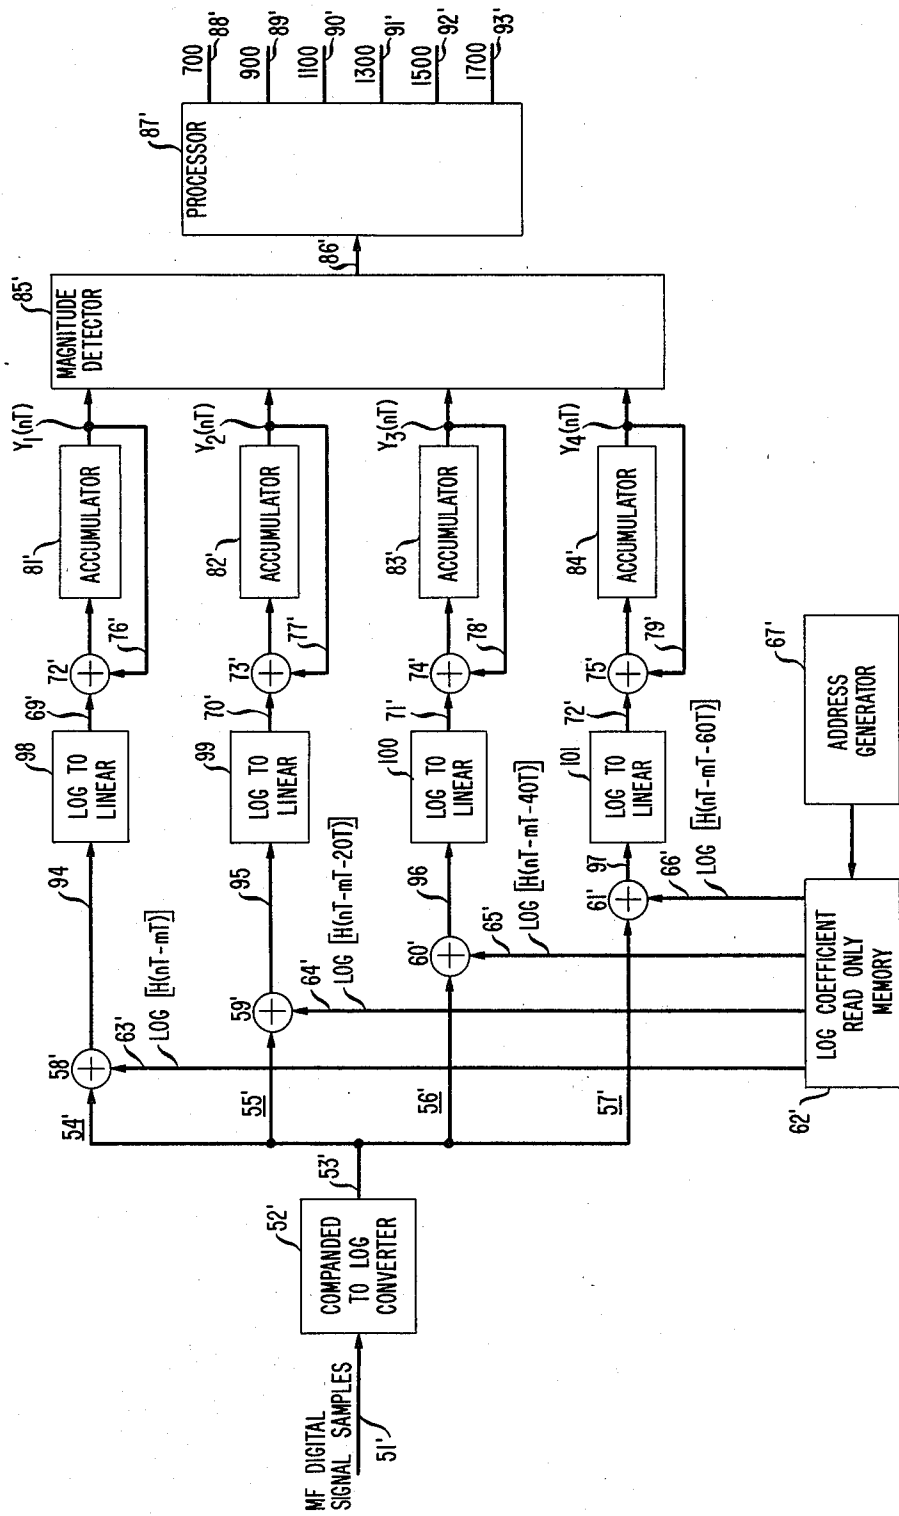 MF DIGITAL
SIGNAL SAMPLES
51'
52'
COMPANDED
TO LOG
CONVERTER
53'
54'
55'
56'
57'
58'
63'
LOG [H(nT-mT)]
59'
64'
LOG [H(nT-mT-20T)]
60'
65'
LOG [H(nT-mT-40T)]
61'
66'
LOG [H(nT-mT-60T)]
62'
LOG COEFFICIENT
READ ONLY
MEMORY
67'
ADDRESS
GENERATOR
94
98
LOG TO
LINEAR
69'
72'
76'
81'
ACCUMULATOR
Y1(nT)
95
99
LOG TO
LINEAR
70'
73'
77'
82'
ACCUMULATOR
Y2(nT)
96
100
LOG TO
LINEAR
71'
74'
78'
83'
ACCUMULATOR
Y3(nT)
97
101
LOG TO
LINEAR
72'
75'
79'
84'
ACCUMULATOR
Y4(nT)
85'
MAGNITUDE
DETECTOR
86'
87'
PROCESSOR
700
88'
900
89'
1100
90'
1300
91'
1500
92'
1700
93'